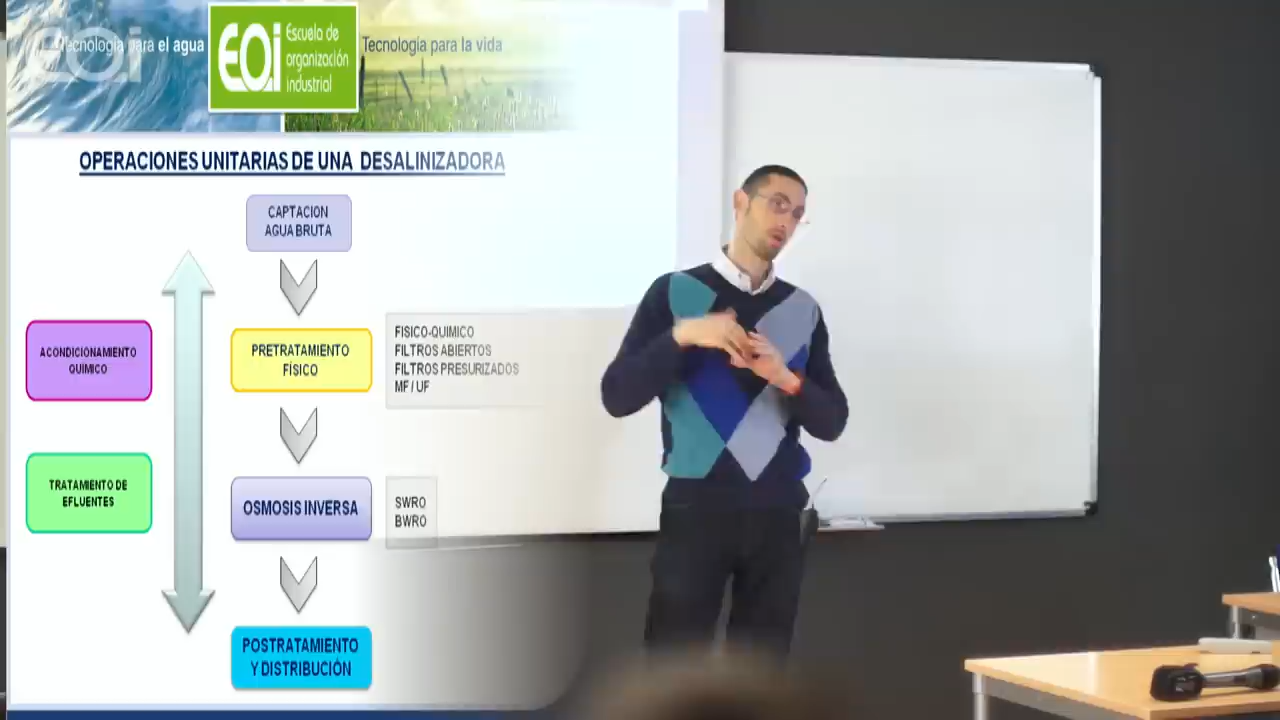 Tecnología para el agua
EOi
Escuela de
organización
industrial
Tecnología para la vida
EOi
OPERACIONES UNITARIAS DE UNA DESALINIZADORA
CAPTACION
AGUA BRUTA
ACONDICIONAMIENTO
QUÍMICO
PRETRATAMIENTO
FÍSICO
FISICO-QUIMICO
FILTROS ABIERTOS
FILTROS PRESURIZADOS
MF / UF
TRATAMIENTO DE
EFLUENTES
OSMOSIS INVERSA
SWRO
BWRO
POSTRATAMIENTO
Y DISTRIBUCIÓN